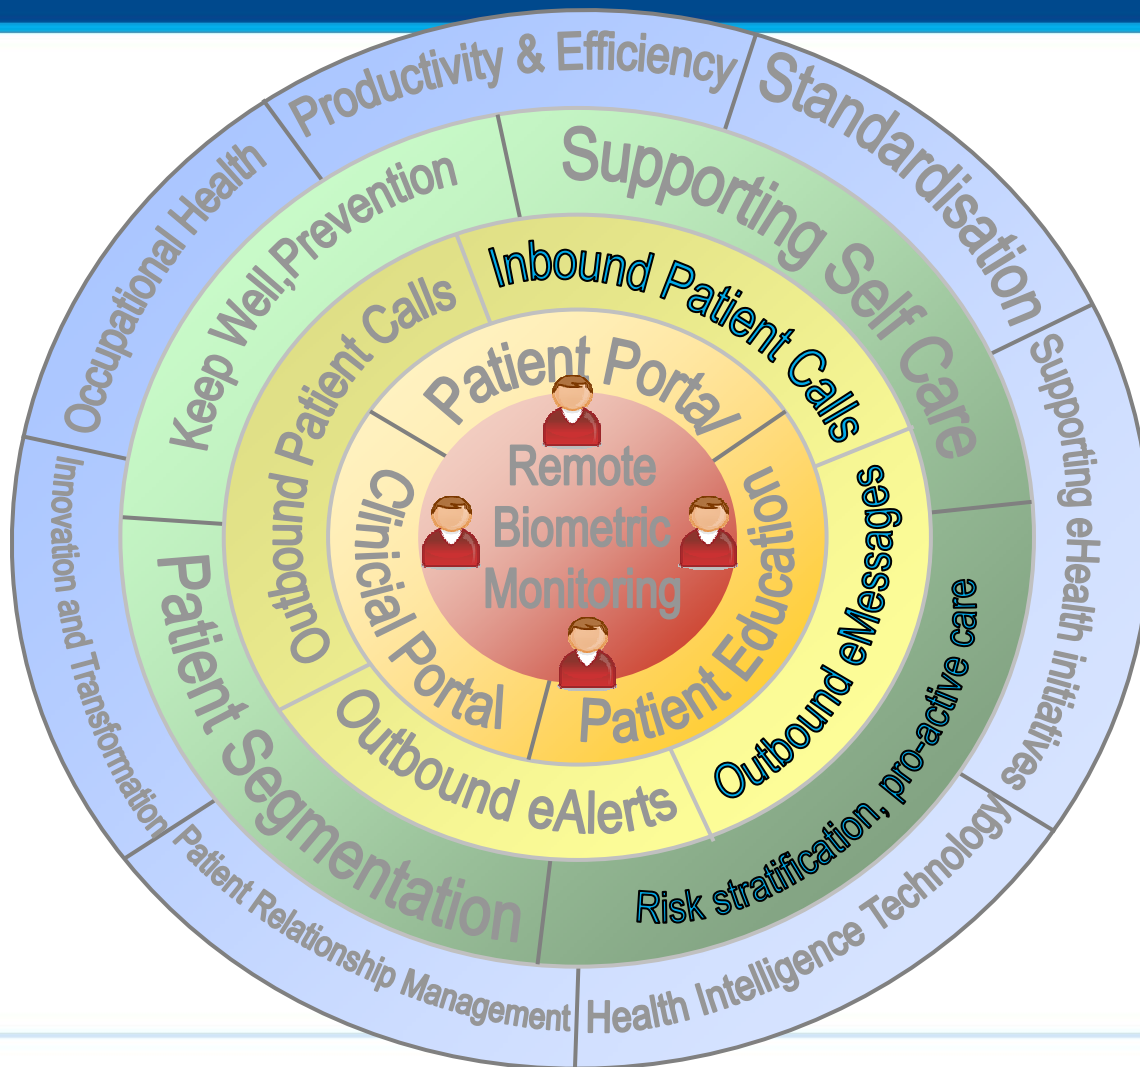 Productivity & Efficiency
Standardisation
Supporting eHealth initiatives
Health Intelligence Technology
Patient Relationship Management
Innovation and Transformation
Occupational Health
Keep Well,Prevention
Supporting Self Care
Risk stratification, pro-active care
Patient Segmentation
Outbound Patient Calls
Inbound Patient Calls
Outbound eMessages
Outbound eAlerts
Patient Portal
Patient Education
Clinicial Portal
Remote
Biometric
Monitoring